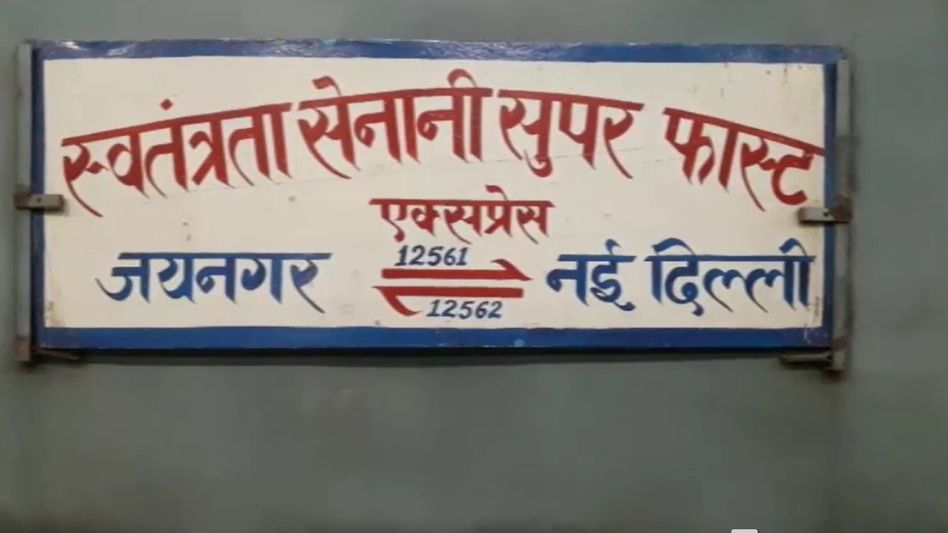 स्वतंत्रता सेनानी सुपर फास्ट
एक्सप्रेस
जयनगर 12561 नई दिल्ली
12562